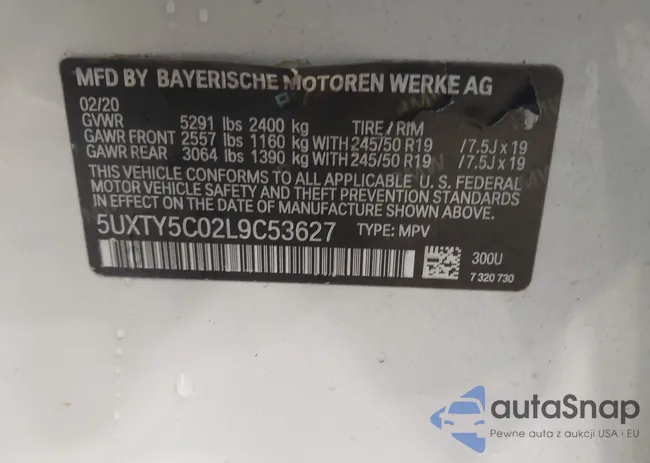 MFD BY BAYERISCHE MOTOREN WERKE AG
02/20
GVWR 5291 lbs 2400 kg TIRE / RIM
GAWR FRONT 2557 lbs 1160 kg WITH 245/50 R19 /7.5J x 19
GAWR REAR 3064 lbs 1390 kg WITH 245/50 R19 /7.5J x 19
THIS VEHICLE CONFORMS TO ALL APPLICABLE U. S. FEDERAL
MOTOR VEHICLE SAFETY AND THEFT PREVENTION STANDARDS
IN EFFECT ON THE DATE OF MANUFACTURE SHOWN ABOVE.
5UXTY5C02L9C53627 TYPE: MPV
300U
7 320 730
autaSnap
Pewne auta z aukcji USA i EU